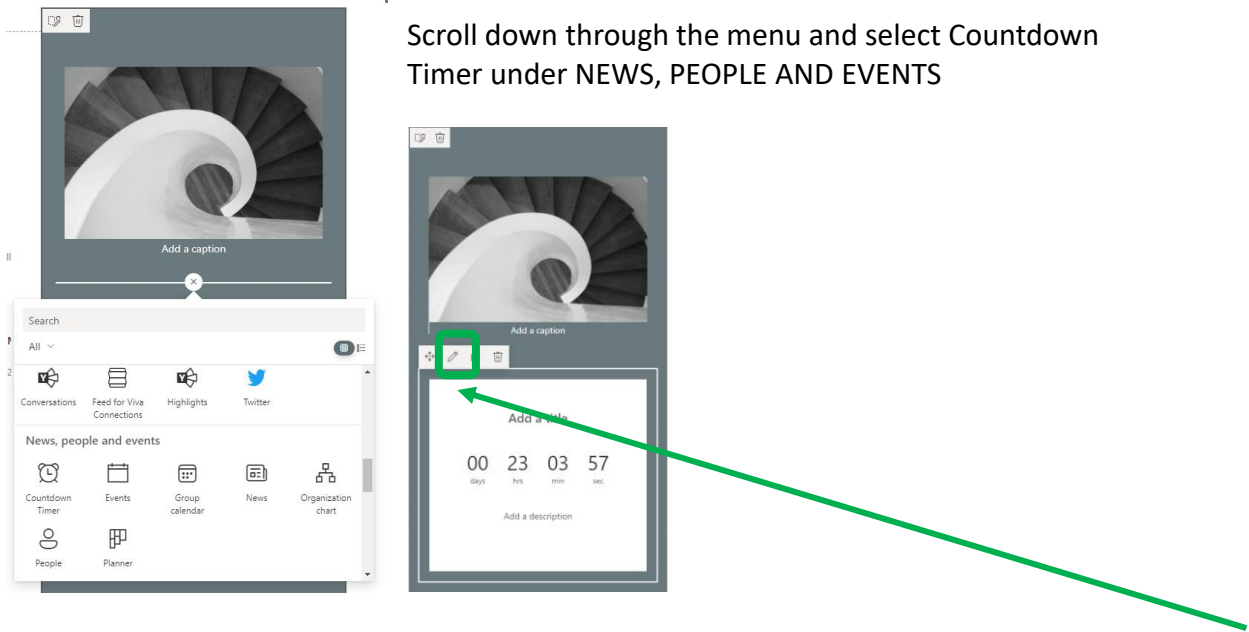 Scroll down through the menu and select Countdown
Timer under NEWS, PEOPLE AND EVENTS
Add a caption
Search
All
Conversations
Feed for Viva
Connections
Highlights
Twitter
News, people and events
Countdown
Timer
Events
Group
calendar
News
Organization
chart
People
Planner
Add a caption
Add a title
00 23 03 57
days hrs min sec
Add a description